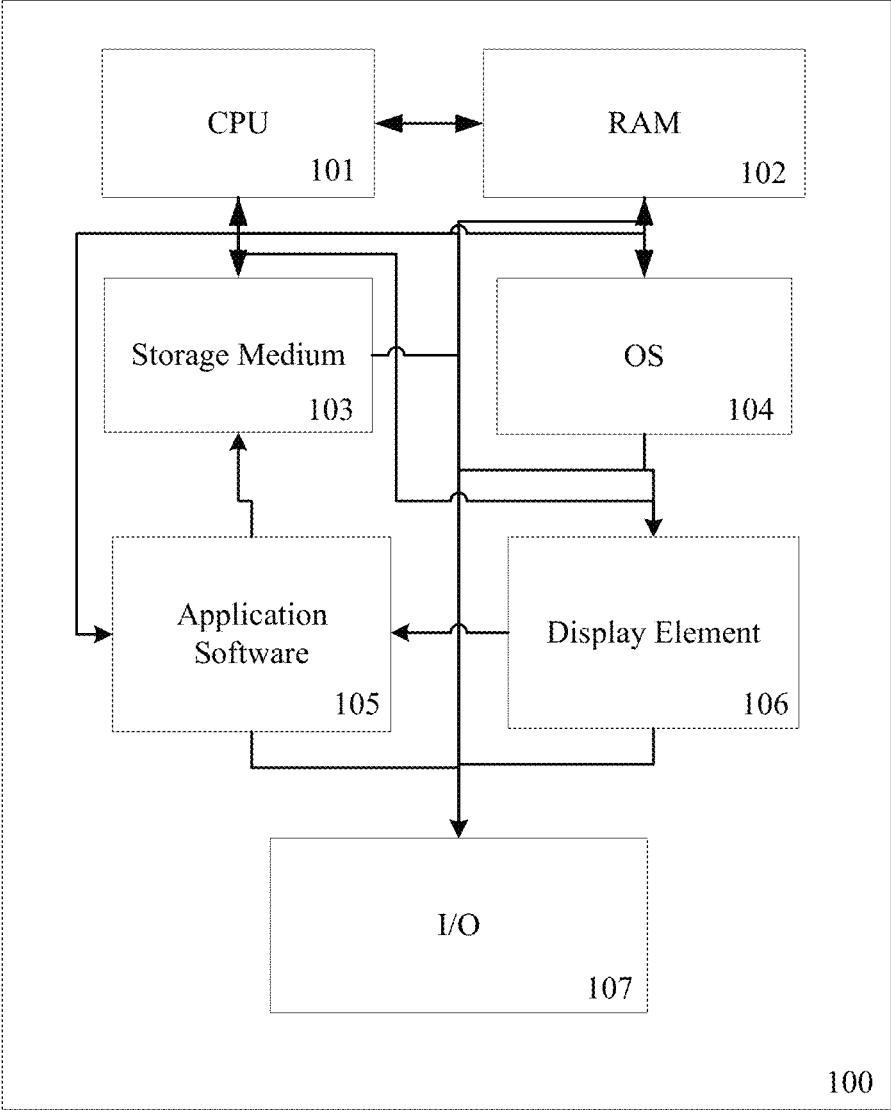 CPU
101
RAM
102
Storage Medium
103
OS
104
Application
Software
105
Display Element
106
I/O
107
100